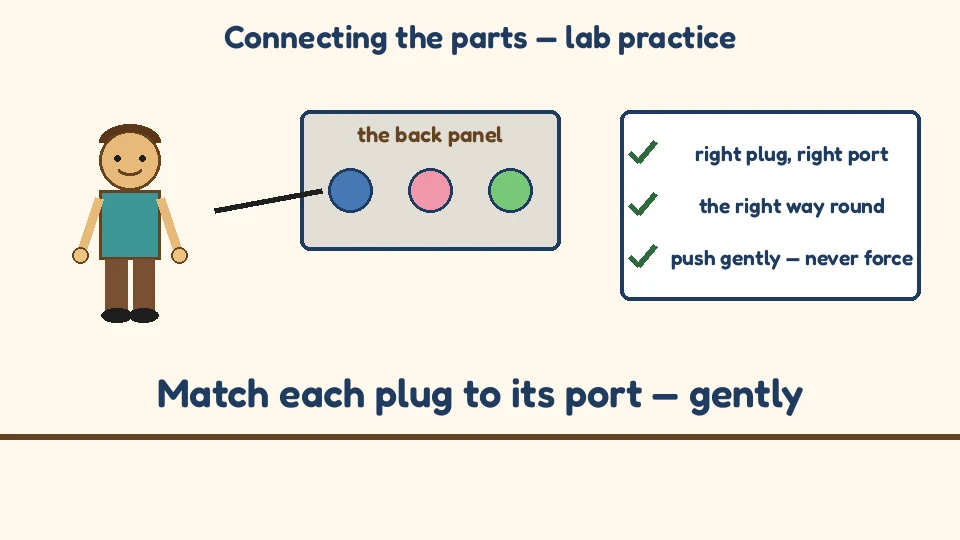 Connecting the parts — lab practice
the back panel
right plug, right port
the right way round
push gently — never force
Match each plug to its port — gently